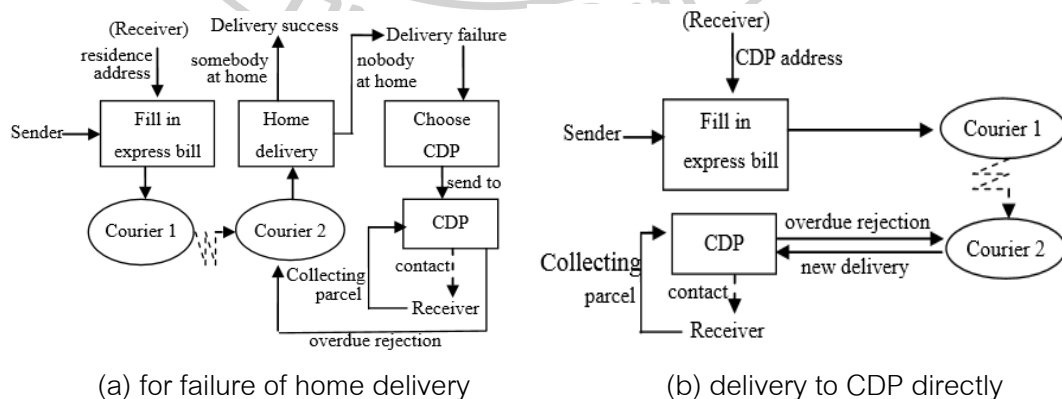 (Receiver)
residence
address
Sender
Fill in
express bill
Courier 1
Courier 2
Home
delivery
somebody
at home
Delivery success
nobody
at home
Delivery failure
Choose
CDP
send to
CDP
contact
Receiver
Collecting
parcel
overdue rejection
(a) for failure of home delivery
(Receiver)
CDP address
Sender
Fill in
express bill
Courier 1
Courier 2
overdue rejection
new delivery
CDP
contact
Receiver
Collecting
parcel
(b) delivery to CDP directly